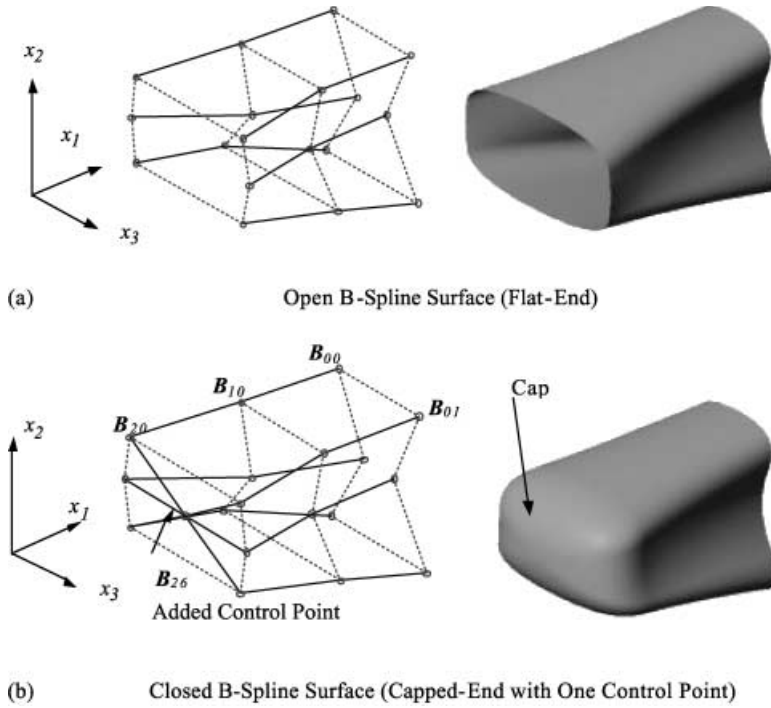 x2
x1
x3
(a) Open B-Spline Surface (Flat-End)
B00
B10
B20
B01
Cap
x2
x1
x3
B26
Added Control Point
(b) Closed B-Spline Surface (Capped-End with One Control Point)